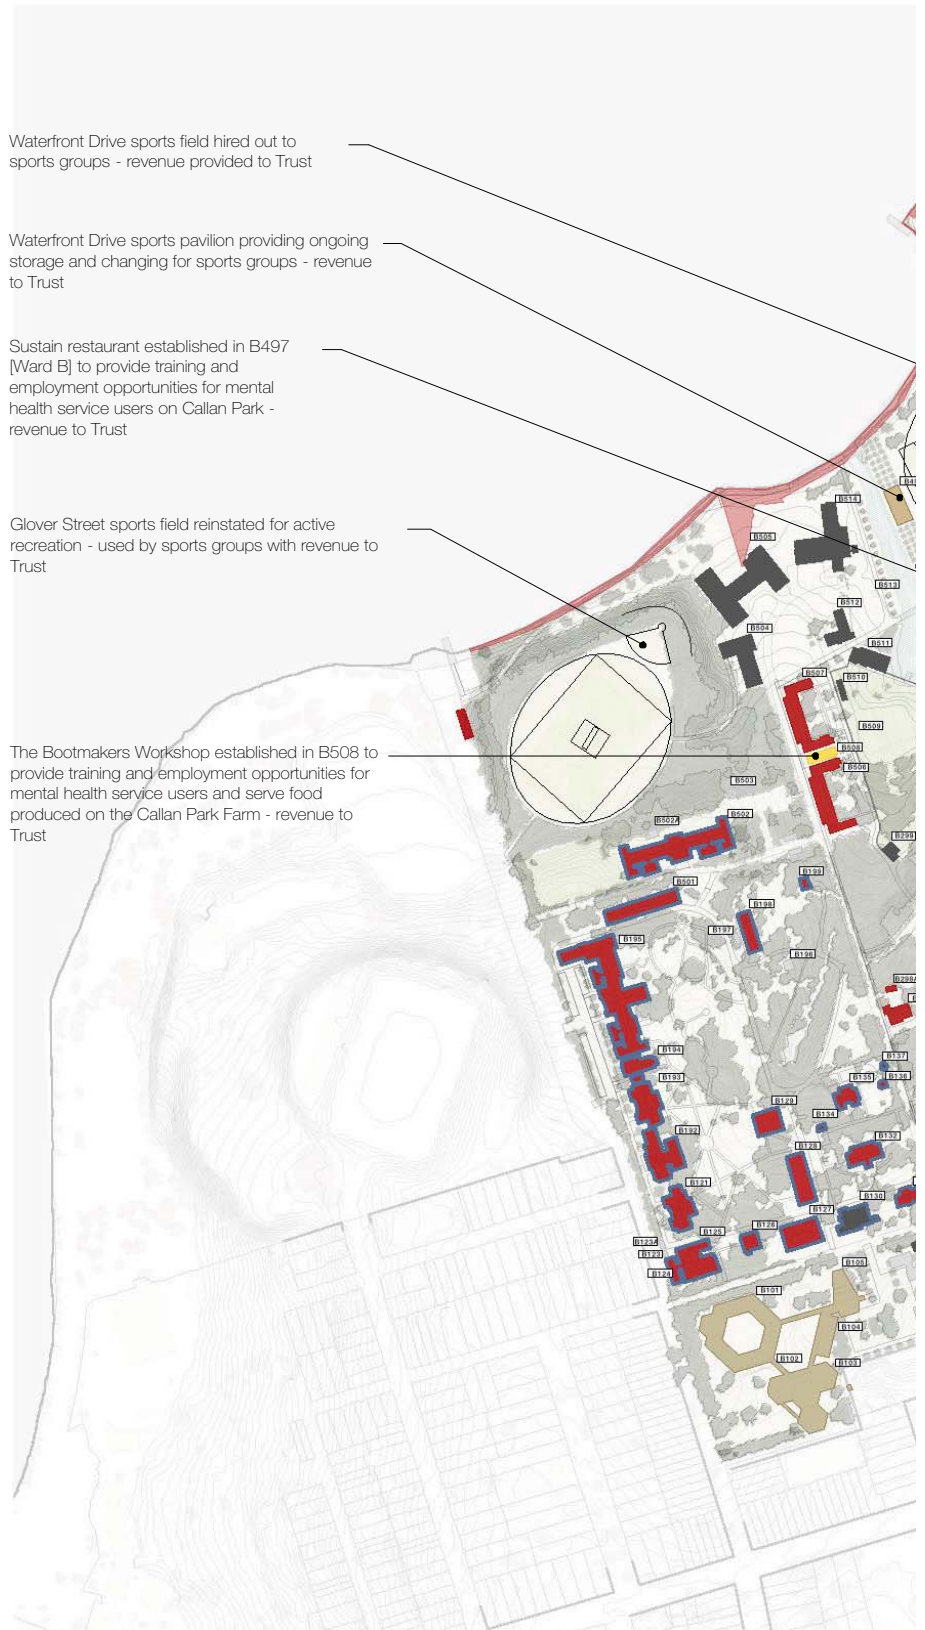 Waterfront Drive sports field hired out to
sports groups - revenue provided to Trust
Waterfront Drive sports pavilion providing ongoing
storage and changing for sports groups - revenue
to Trust
Sustain restaurant established in B497
[Ward B] to provide training and
employment opportunities for mental
health service users on Callan Park -
revenue to Trust
Glover Street sports field reinstated for active
recreation - used by sports groups with revenue to
Trust
The Bootmakers Workshop established in B508 to
provide training and employment opportunities for
mental health service users and serve food
produced on the Callan Park Farm - revenue to
Trust
B514
B505
B513
B512
B504
B511
B507
B510
B509
B508
B506
B503
B502A
B502
B299
B199
B501
B198
B197
B195
B196
B298A
B194
B137
B193
B136
B135
B129
B134
B192
B128
B132
B121
B130
B127
B126
B125
B123A
B123
B124
B105
B101
B104
B102
B103